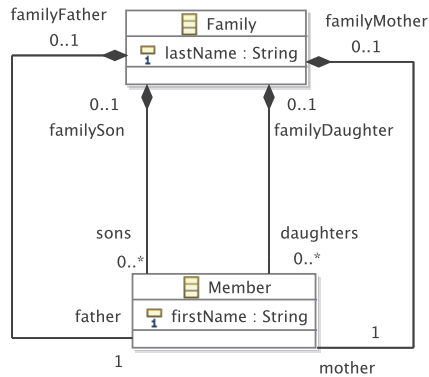 familyFather
Family
familyMother
0..1
lastName : String
0..1
0..1
0..1
familySon
familyDaughter
sons
daughters
0..*
0..*
Member
father
firstName : String
1
1
mother